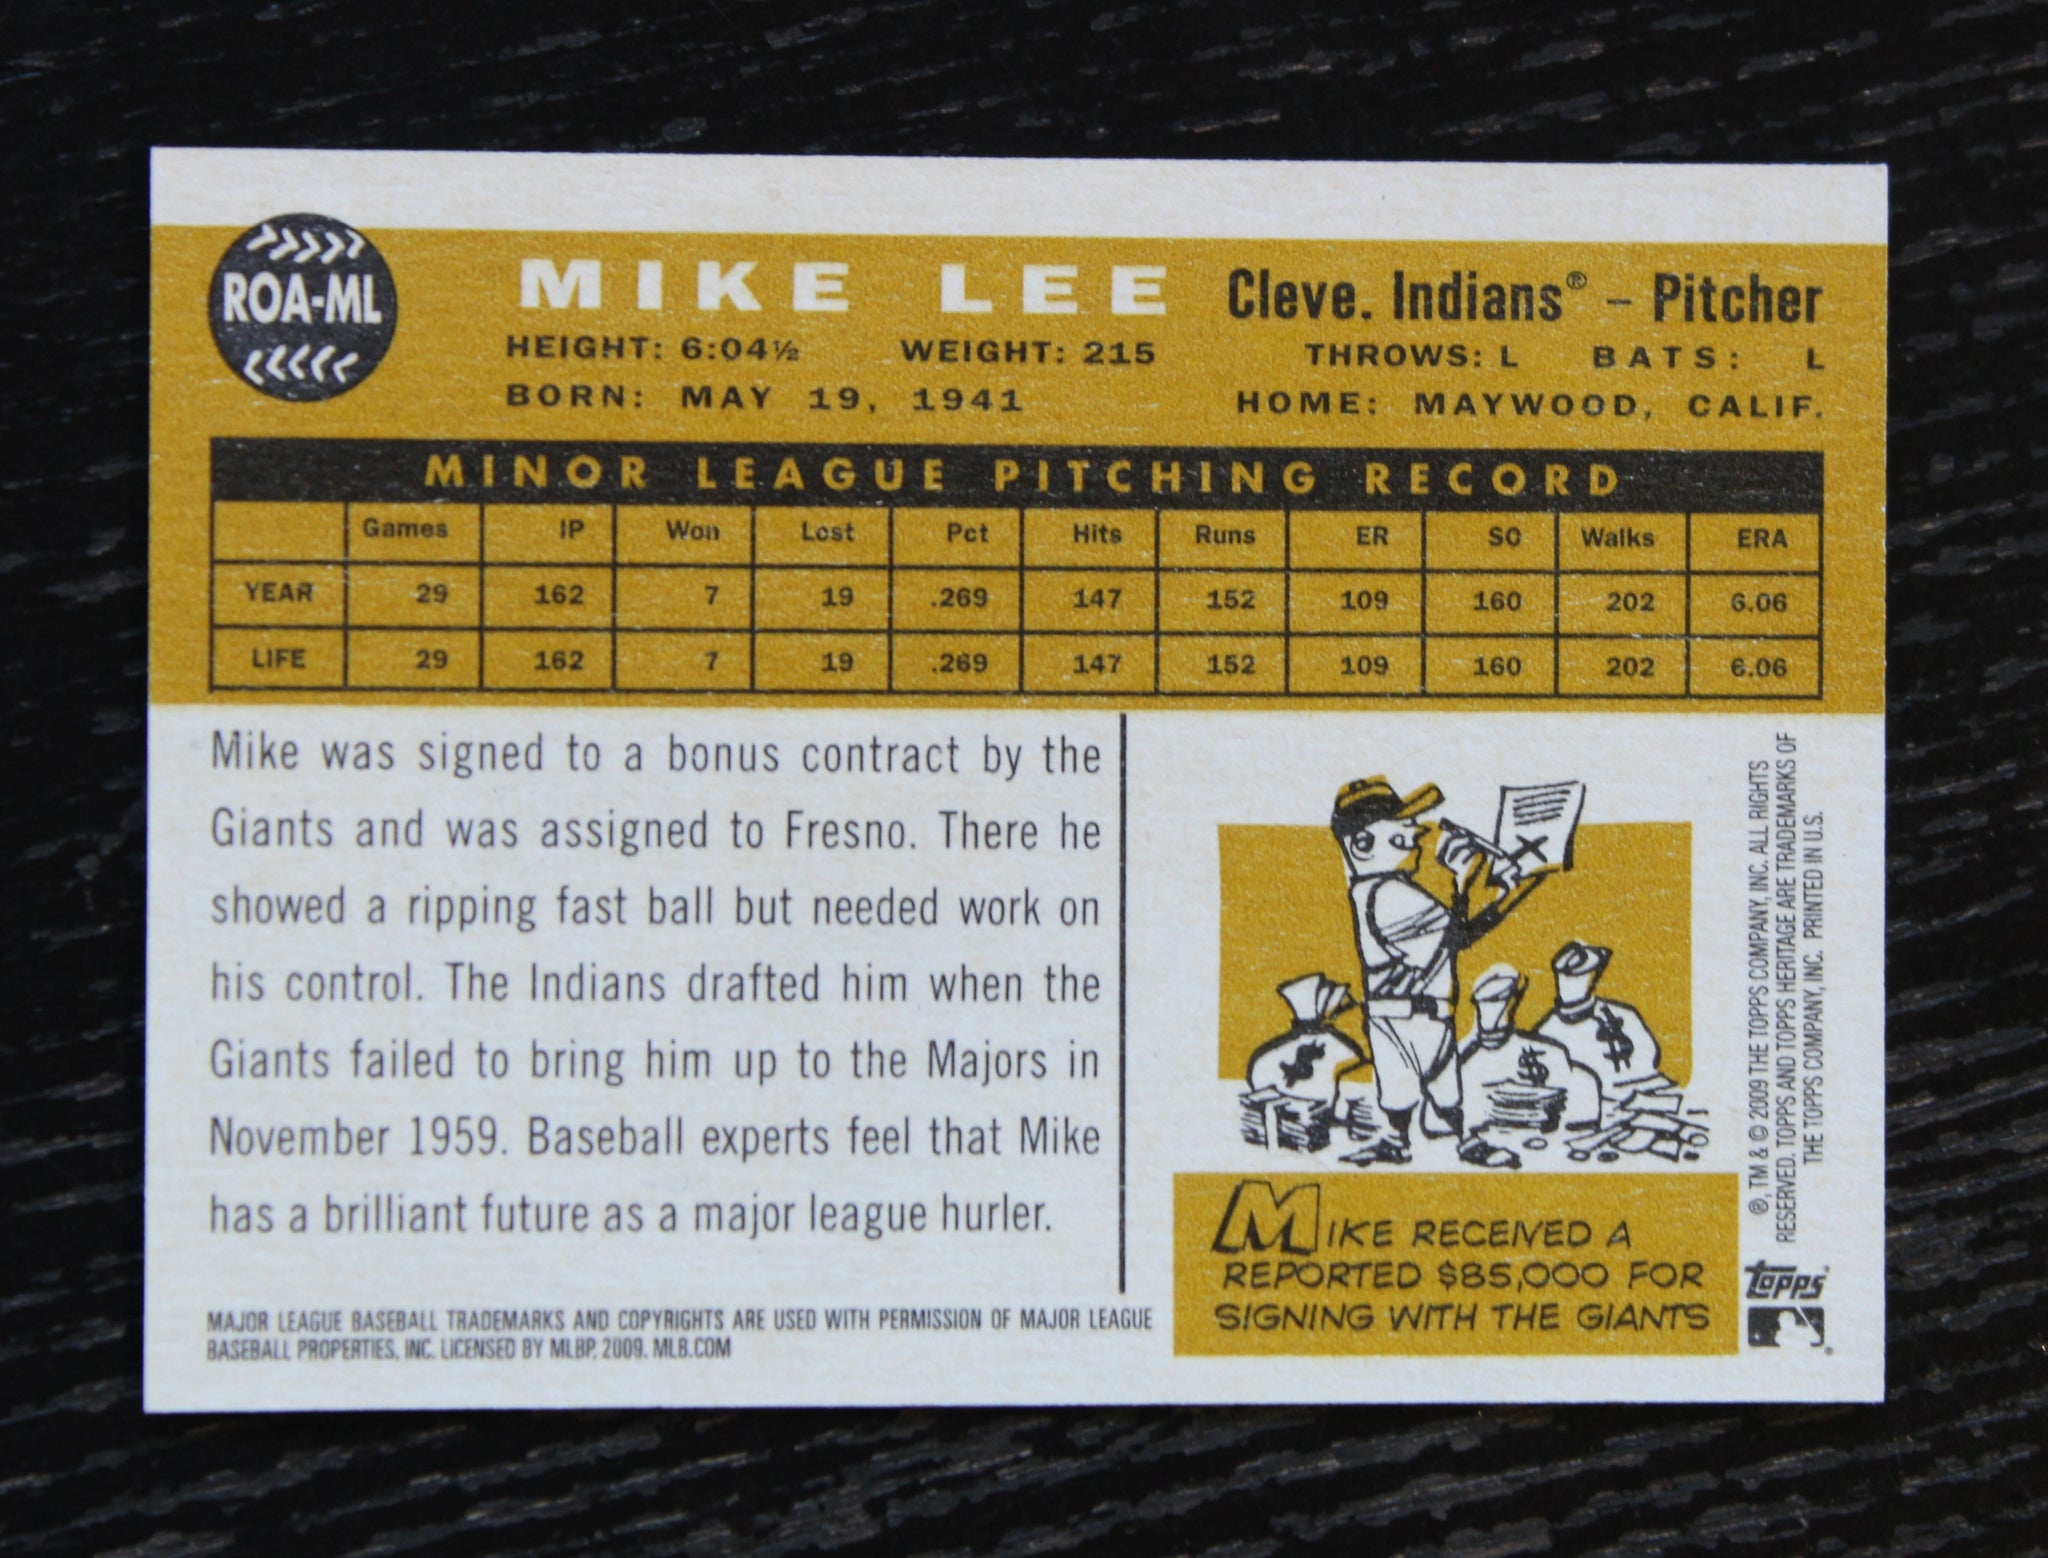 ROA-ML
MIKE LEE
Cleve. Indians® – Pitcher
HEIGHT: 6:04½ WEIGHT: 215
THROWS: L BATS: L
BORN: MAY 19, 1941
HOME: MAYWOOD, CALIF.
MINOR LEAGUE PITCHING RECORD
Games IP Won Lost Pct Hits Runs ER SO Walks ERA
YEAR 29 162 7 19 .269 147 152 109 160 202 6.06
LIFE 29 162 7 19 .269 147 152 109 160 202 6.06
Mike was signed to a bonus contract by the
Giants and was assigned to Fresno. There he
showed a ripping fast ball but needed work on
his control. The Indians drafted him when the
Giants failed to bring him up to the Majors in
November 1959. Baseball experts feel that Mike
has a brilliant future as a major league hurler.
MAJOR LEAGUE BASEBALL TRADEMARKS AND COPYRIGHTS ARE USED WITH PERMISSION OF MAJOR LEAGUE
BASEBALL PROPERTIES, INC. LICENSED BY MLBP, 2009. MLB.COM
X
$ $ $
MIKE RECEIVED A
REPORTED $85,000 FOR
SIGNING WITH THE GIANTS
®, TM & © 2009 THE TOPPS COMPANY, INC. ALL RIGHTS
RESERVED. TOPPS AND TOPPS HERITAGE ARE TRADEMARKS OF
THE TOPPS COMPANY, INC. PRINTED IN U.S.
Topps®
®